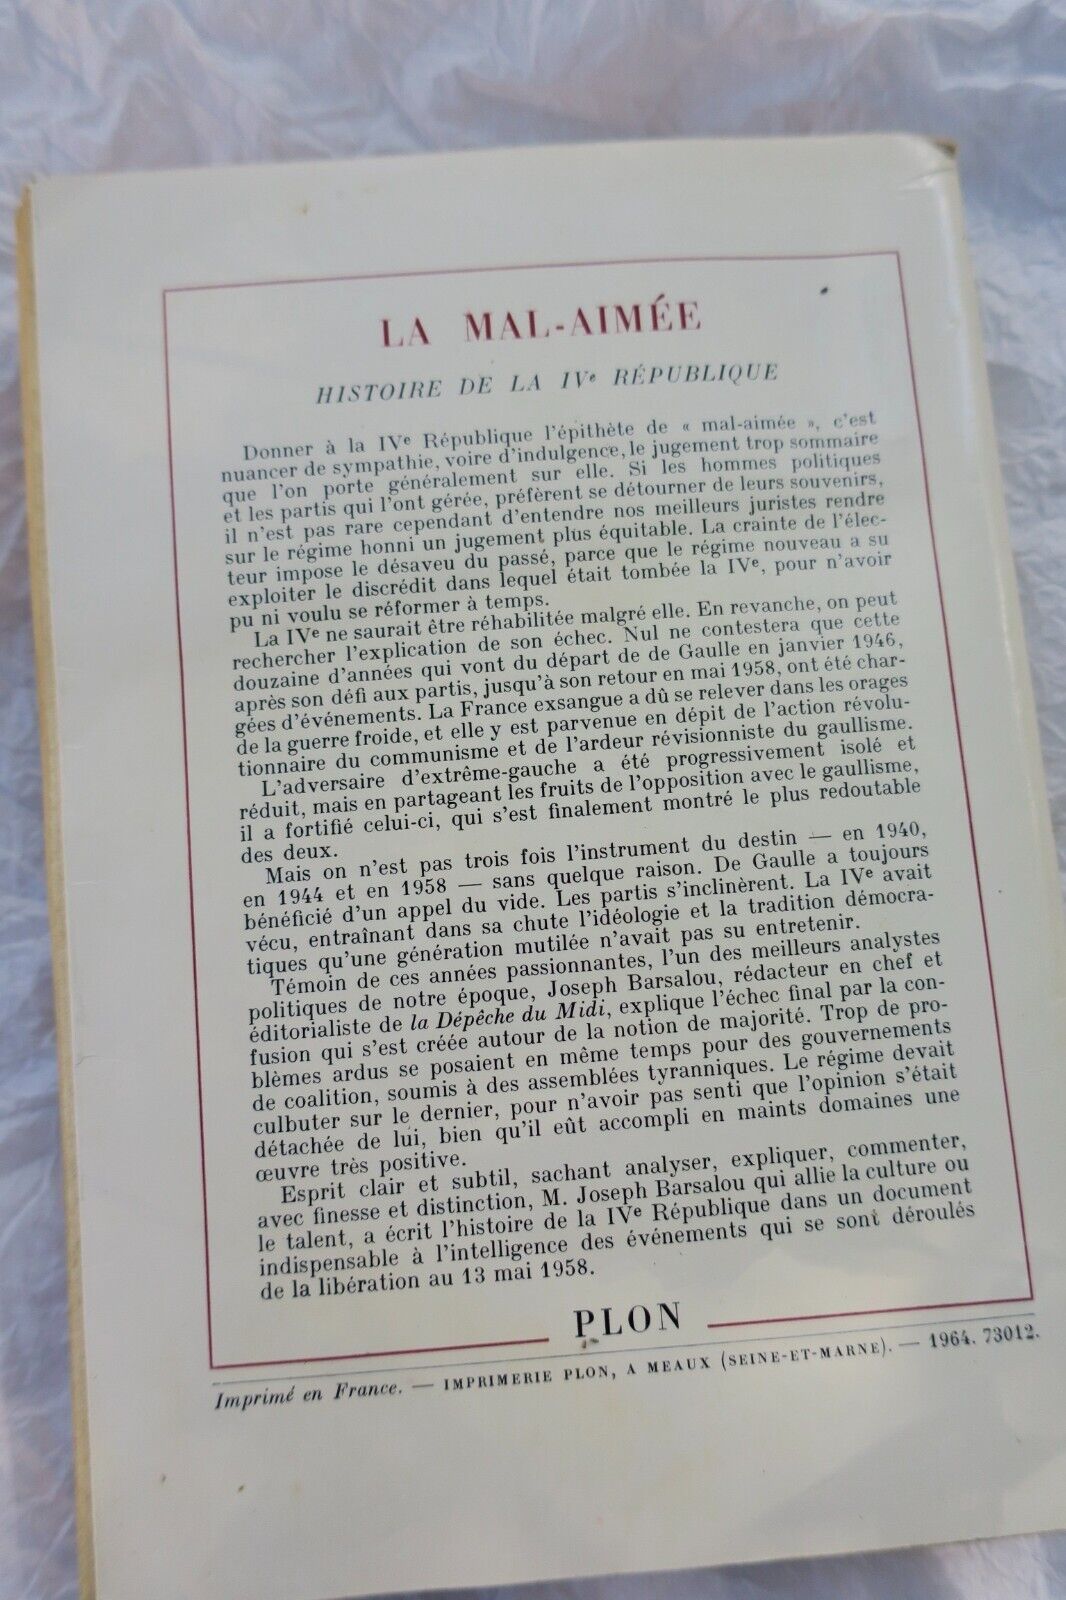 LA MAL-AIMÉE
HISTOIRE DE LA IVe RÉPUBLIQUE
Donner à la IVe République l'épithète de « mal-aimée », c'est
nuancer de sympathie, voire d'indulgence, le jugement trop sommaire
que l'on porte généralement sur elle. Si les hommes politiques
et les partis qui l'ont gérée, préfèrent se détourner de leurs souvenirs,
il n'est pas rare cependant d'entendre nos meilleurs juristes rendre
sur le régime honni un jugement plus équitable. La crainte de l'élec-
teur impose le désaveu du passé, parce que le régime nouveau a su
exploiter le discrédit dans lequel était tombée la IVe, pour n'avoir
pu ni voulu se réformer à temps.
La IVe ne saurait être réhabilitée malgré elle. En revanche, on peut
rechercher l'explication de son échec. Nul ne contestera que cette
douzaine d'années qui vont du départ de de Gaulle en janvier 1946,
après son défi aux partis, jusqu'à son retour en mai 1958, ont été char-
gées d'événements. La France exsangue a dû se relever dans les orages
de la guerre froide, et elle y est parvenue en dépit de l'action révolu-
tionnaire du communisme et de l'ardeur révisionniste du gaullisme.
L'adversaire d'extrême-gauche a été progressivement isolé et
réduit, mais en partageant les fruits de l'opposition avec le gaullisme,
il a fortifié celui-ci, qui s'est finalement montré le plus redoutable
des deux.
Mais on n'est pas trois fois l'instrument du destin — en 1940,
en 1944 et en 1958 — sans quelque raison. De Gaulle a toujours
bénéficié d'un appel du vide. Les partis s'inclinèrent. La IVe avait
vécu, entraînant dans sa chute l'idéologie et la tradition démocra-
tiques qu'une génération mutilée n'avait pas su entretenir.
Témoin de ces années passionnantes, l'un des meilleurs analystes
politiques de notre époque, Joseph Barsalou, rédacteur en chef et
éditorialiste de la Dépêche du Midi, explique l'échec final par la con-
fusion qui s'est créée autour de la notion de majorité. Trop de pro-
blèmes ardus se posaient en même temps pour des gouvernements
de coalition, soumis à des assemblées tyranniques. Le régime devait
culbuter sur le dernier, pour n'avoir pas senti que l'opinion s'était
détachée de lui, bien qu'il eût accompli en maints domaines une
œuvre très positive.
Esprit clair et subtil, sachant analyser, expliquer, commenter,
avec finesse et distinction, M. Joseph Barsalou qui allie la culture ou
le talent, a écrit l'histoire de la IVe République dans un document
indispensable à l'intelligence des événements qui se sont déroulés
de la libération au 13 mai 1958.
PLON
Imprimé en France. — IMPRIMERIE PLON, A MEAUX (SEINE-ET-MARNE). — 1964. 73012.